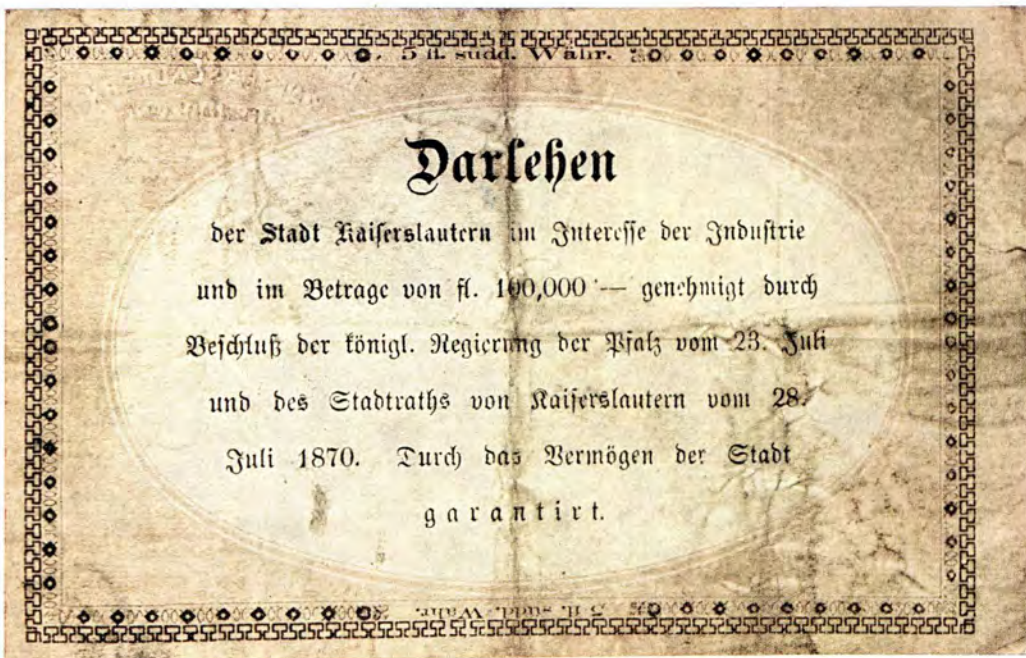 5 fl. südd. Währ.
Darlehen
der Stadt Kaiserslautern im Interesse der Industrie
und im Betrage von fl. 100,000 — genehmigt durch
Beschluß der königl. Regierung der Pfalz vom 23. Juli
und des Stadtraths von Kaiserslautern vom 28.
Juli 1870. Durch das Vermögen der Stadt
garantirt.
5 fl. südd. Währ.